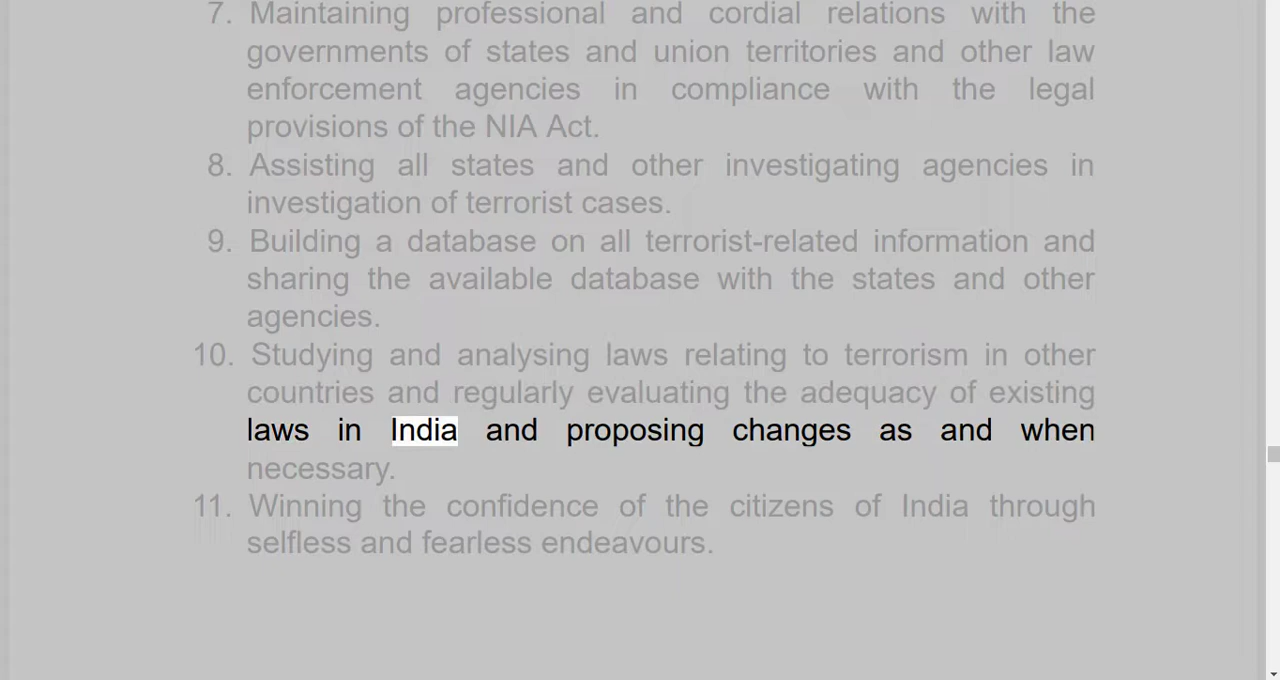 7. Maintaining professional and cordial relations with the
governments of states and union territories and other law
enforcement agencies in compliance with the legal
provisions of the NIA Act.
8. Assisting all states and other investigating agencies in
investigation of terrorist cases.
9. Building a database on all terrorist-related information and
sharing the available database with the states and other
agencies.
10. Studying and analysing laws relating to terrorism in other
countries and regularly evaluating the adequacy of existing
laws in India and proposing changes as and when
necessary.
11. Winning the confidence of the citizens of India through
selfless and fearless endeavours.